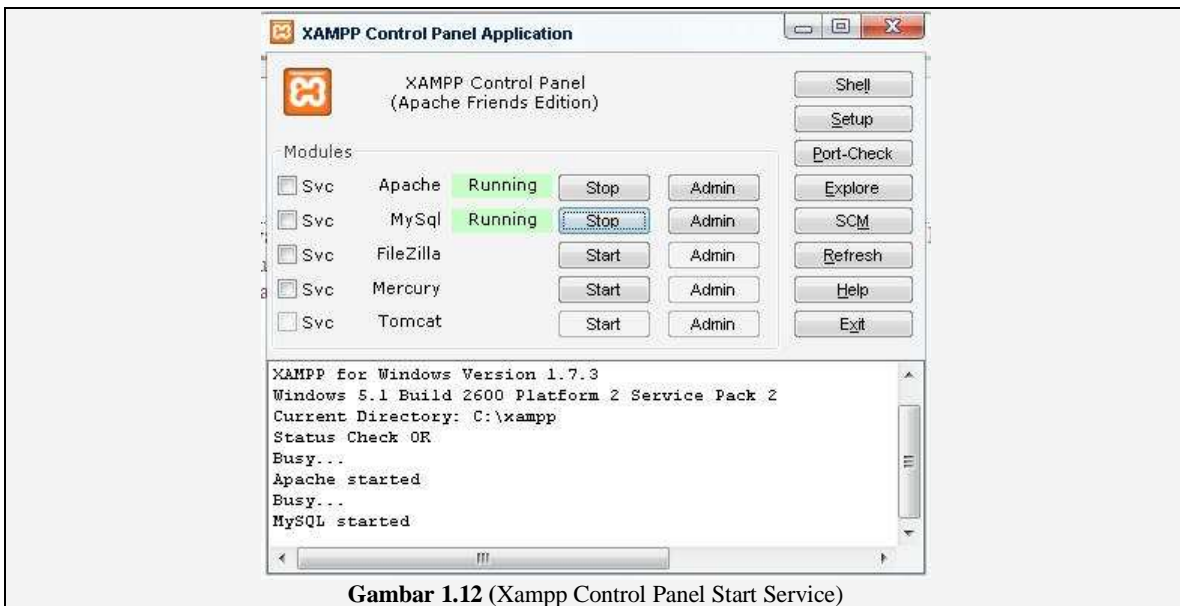 XAMPP Control Panel Application
XAMPP Control Panel
(Apache Friends Edition)
Shell
Setup
Port-Check
Explore
SCM
Refresh
Help
Exit
Modules
Svc Apache Running Stop Admin
Svc MySql Running Stop Admin
Svc FileZilla Start Admin
Svc Mercury Start Admin
Svc Tomcat Start Admin
XAMPP for Windows Version 1.7.3
Windows 5.1 Build 2600 Platform 2 Service Pack 2
Current Directory: C:\xampp
Status Check OK
Busy...
Apache started
Busy...
MySQL started
Gambar 1.12 (Xampp Control Panel Start Service)